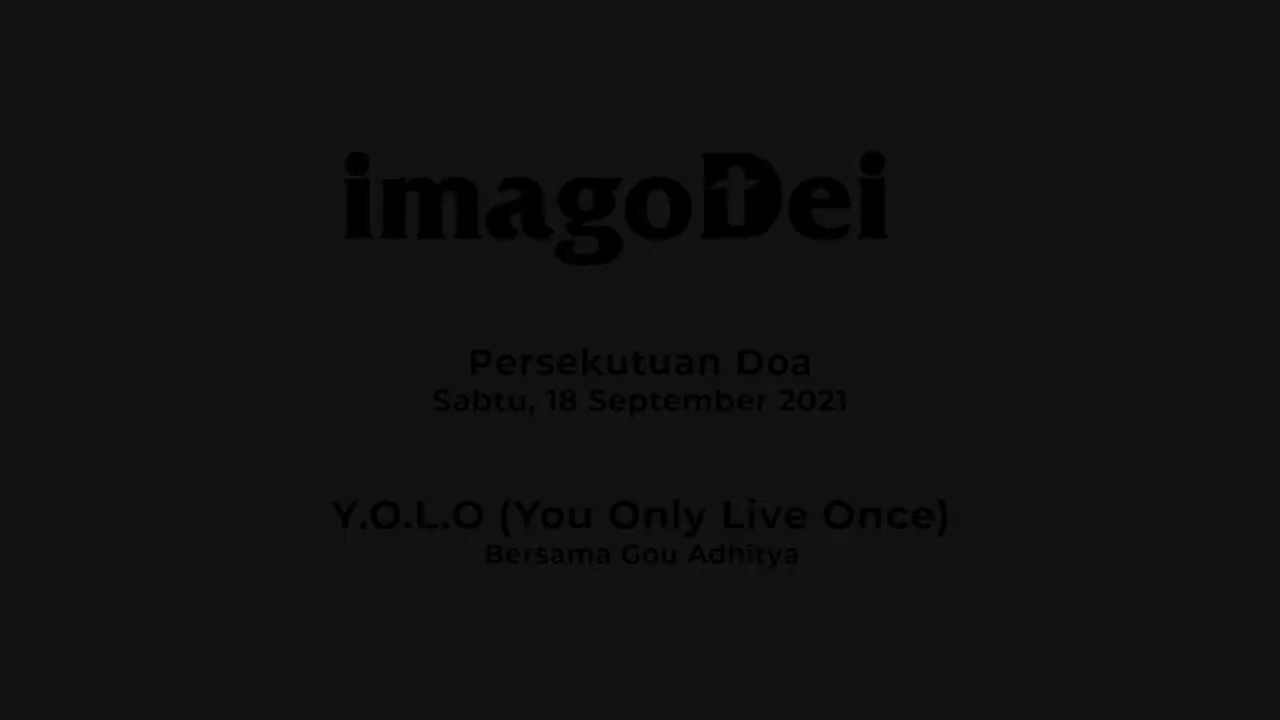 imagoDei
Persekutuan Doa
Sabtu, 18 September 2021
Y.O.L.O (You Only Live Once)
Bersama Gou Adhitya